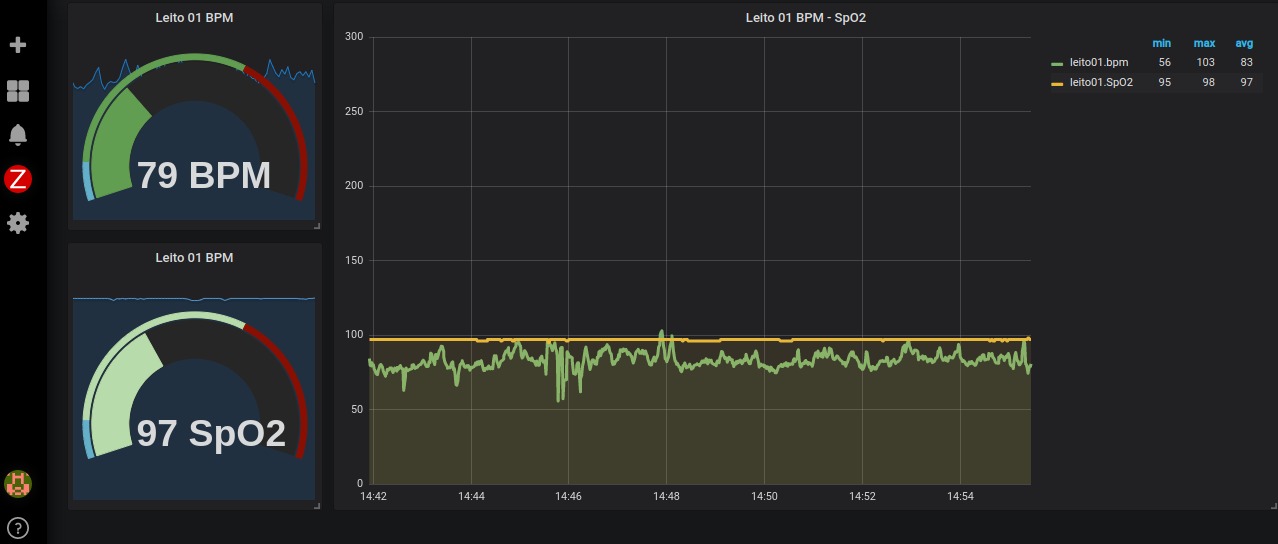 Leito 01 BPM
79 BPM
Leito 01 BPM
97 SpO2
Leito 01 BPM - SpO2
300
250
200
150
100
50
0
14:42 14:44 14:46 14:48 14:50 14:52 14:54
min max avg
leito01.bpm 56 103 83
leito01.SpO2 95 98 97
Z
?